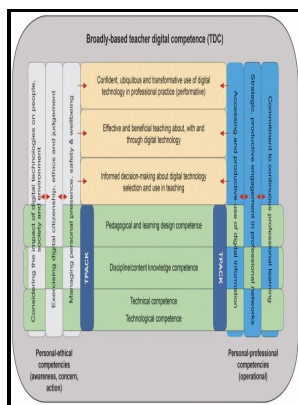 Broadly-based teacher digital competence (TDC)
Considering the impact of digital technologies on people,
society and environment
Exercising digital citizenship, ethics and judgement
Managing personal presence, safety & wellbeing
Confident, ubiquitous and transformative use of digital
technology in professional practice (performative)
Effective and beneficial teaching about, with and
through digital technology
Informed decision-making about digital technology
selection and use in teaching
TPACK
Pedagogical and learning design competence
Discipline/content knowledge competence
Technical competence
Technological competence
TPACK
Accessing and productive use of digital information
Strategic, productive engagement in professional networks
Commitment to continuous professional learning
Personal-ethical
competencies
(awareness, concern,
action)
Personal-professional
competencies
(operational)